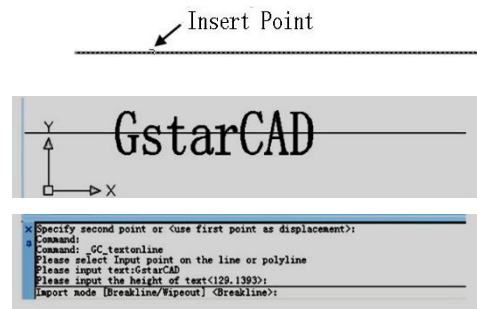 Insert Point
GstarCAD
Y
X
Specify second point or <use first point as displacement>:
Command:
Command: _GC_textonline
Please select Input point on the line or polyline
Please input text:GstarCAD
Please input the height of text<129.1393>:
Import mode [Breakline/Wipeout] <Breakline>: